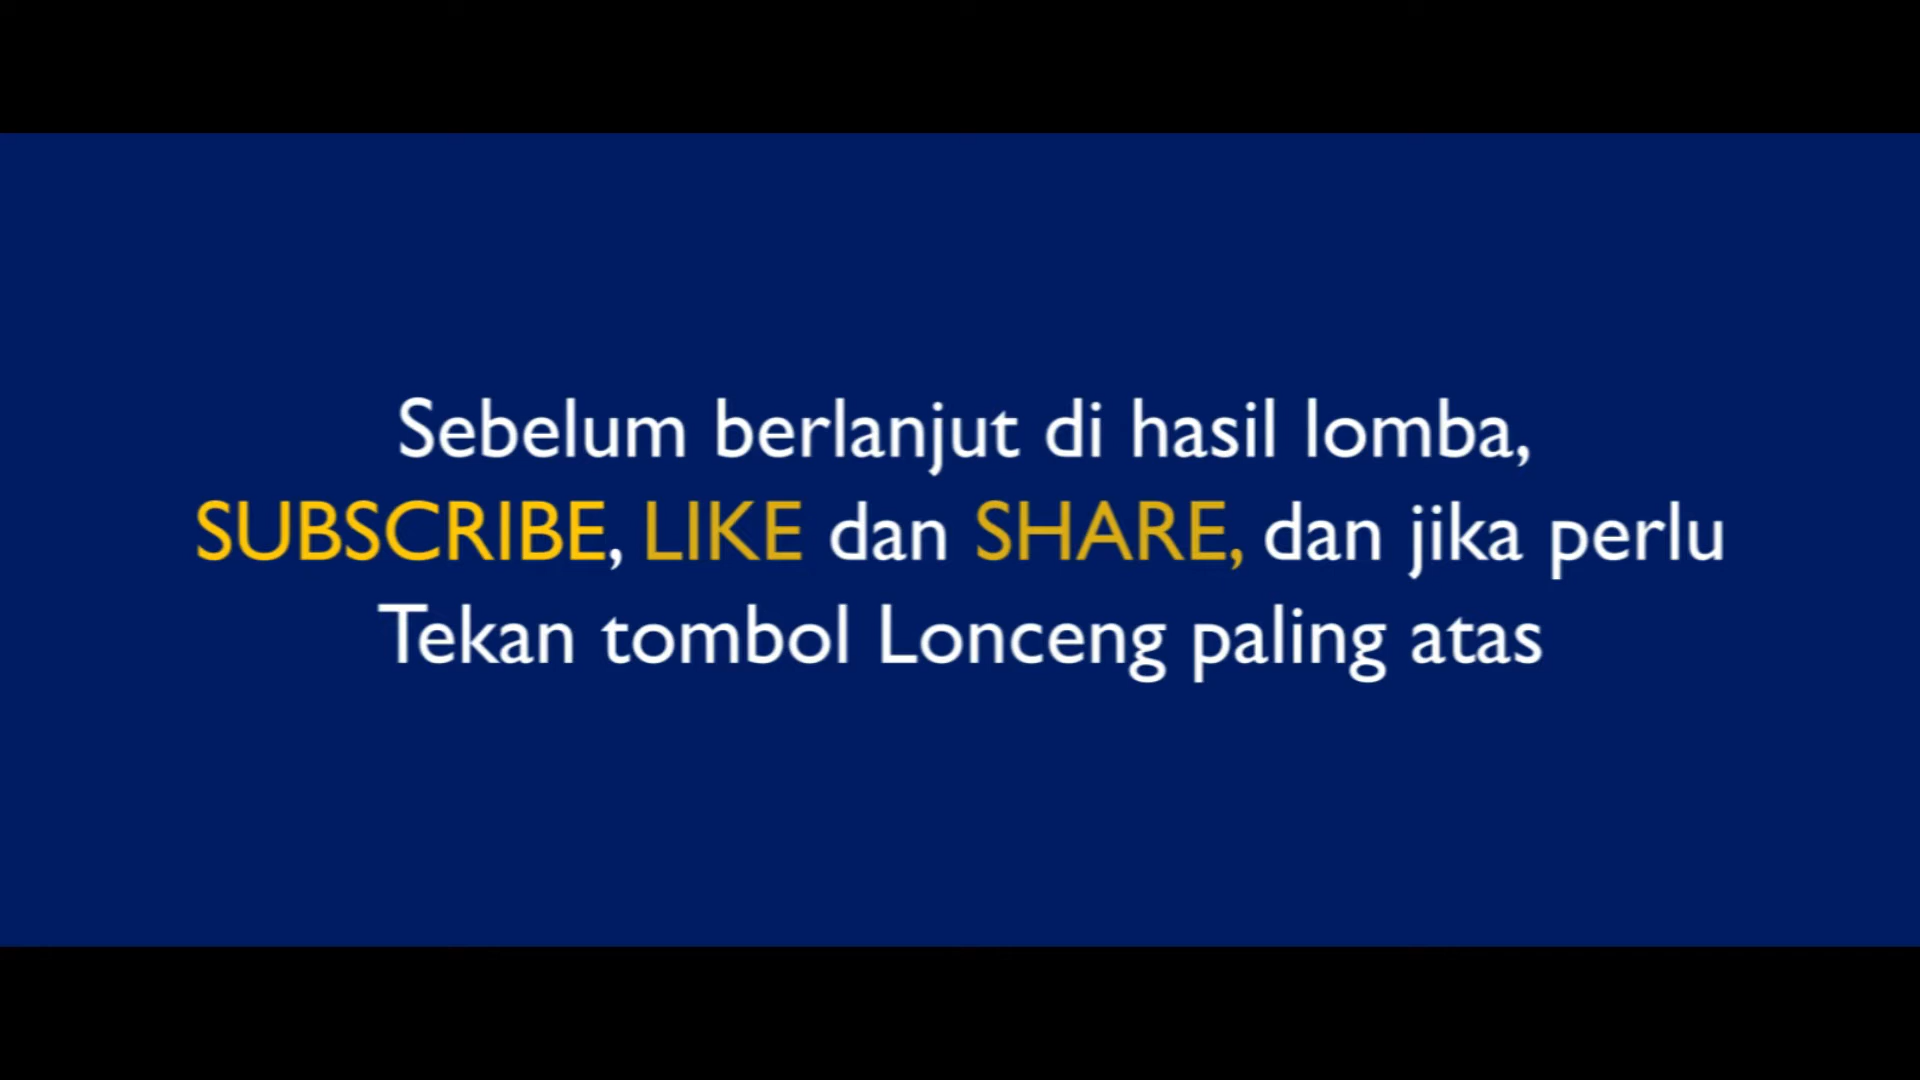 Sebelum berlanjut di hasil lomba,
SUBSCRIBE, LIKE dan SHARE, dan jika perlu
Tekan tombol Lonceng paling atas